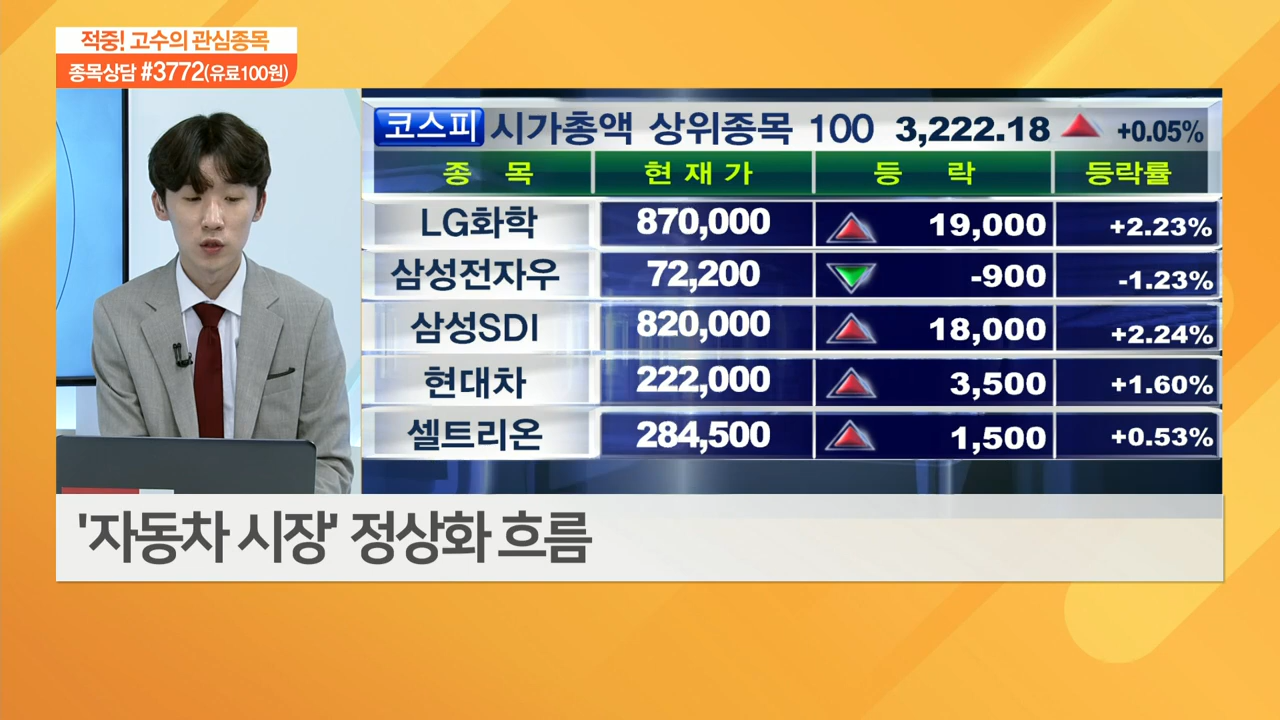 적중! 고수의 관심종목
종목상담 #3772(유료100원)
코스피 시가총액 상위종목 100 3,222.18 +0.05%
종 목 현 재 가 등 락 등락률
LG화학 870,000 19,000 +2.23%
삼성전자우 72,200 -900 -1.23%
삼성SDI 820,000 18,000 +2.24%
현대차 222,000 3,500 +1.60%
셀트리온 284,500 1,500 +0.53%
'자동차 시장' 정상화 흐름